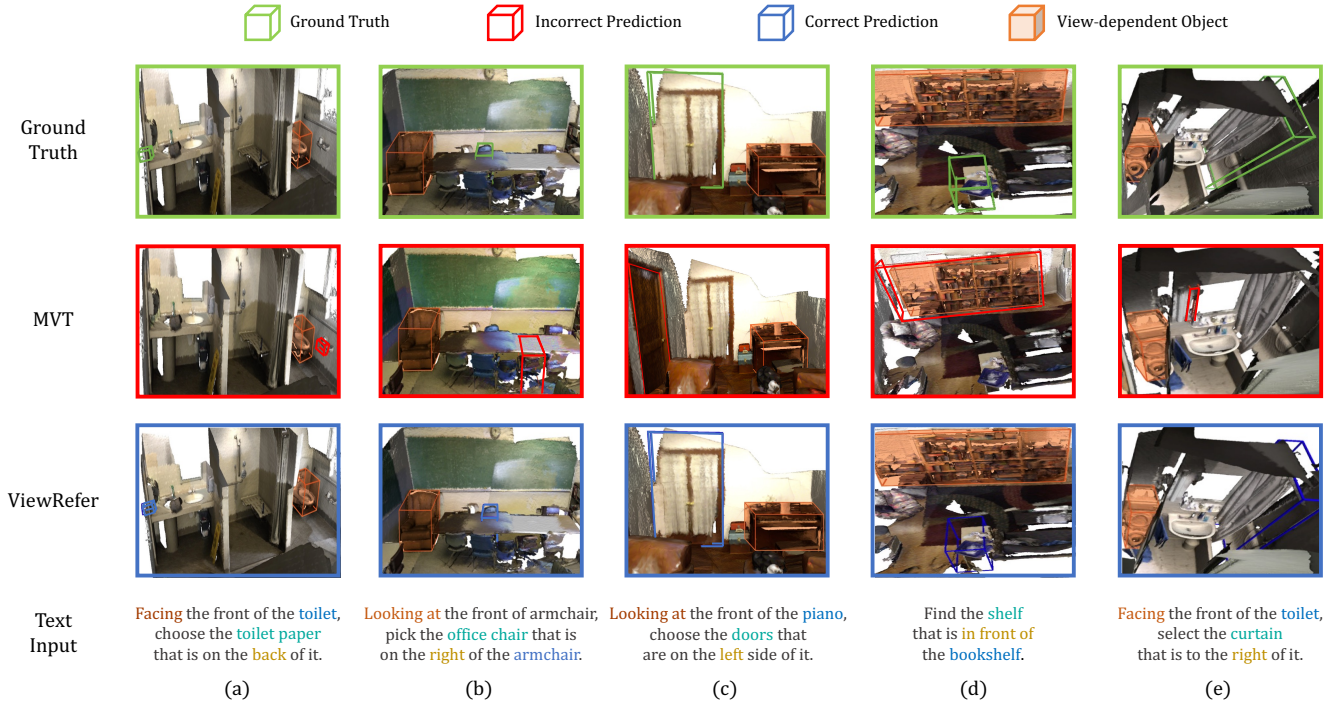 Ground Truth
Incorrect Prediction
Correct Prediction
View-dependent Object
Ground
Truth
MVT
ViewRefer
Text
Input
Facing the front of the toilet,
choose the toilet paper
that is on the back of it.
Looking at the front of armchair,
pick the office chair that is
on the right of the armchair.
Looking at the front of the piano,
choose the doors that
are on the left side of it.
Find the shelf
that is in front of
the bookshelf.
Facing the front of the toilet,
select the curtain
that is to the right of it.
(a)
(b)
(c)
(d)
(e)